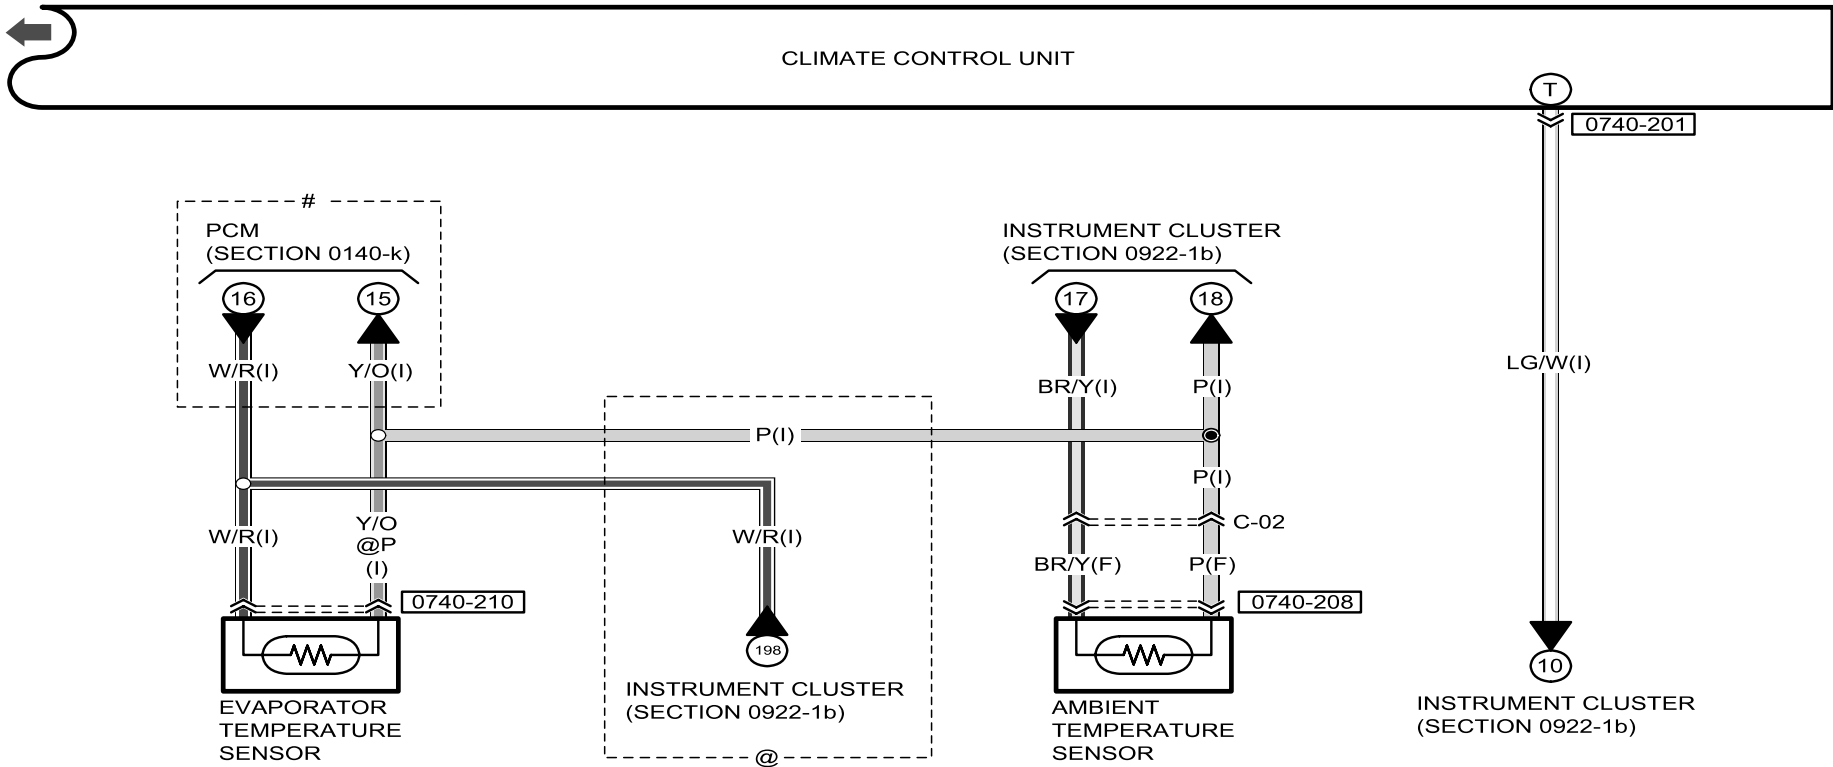 CLIMATE CONTROL UNIT
T
0740-201
#
PCM
(SECTION 0140-k)
16
15
W/R(I)
Y/O(I)
INSTRUMENT CLUSTER
(SECTION 0922-1b)
17
18
BR/Y(I)
P(I)
LG/W(I)
P(I)
P(I)
W/R(I)
Y/O
@P
(I)
W/R(I)
C-02
BR/Y(F)
P(F)
0740-210
0740-208
198
10
EVAPORATOR
TEMPERATURE
SENSOR
INSTRUMENT CLUSTER
(SECTION 0922-1b)
@
AMBIENT
TEMPERATURE
SENSOR
INSTRUMENT CLUSTER
(SECTION 0922-1b)